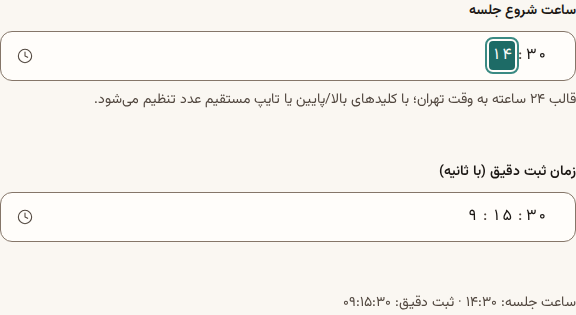 ساعت شروع جلسه
۱۴:۳۰
قالب ۲۴ ساعته به وقت تهران؛ با کلیدهای بالا/پایین یا تایپ مستقیم عدد تنظیم می‌شود.
زمان ثبت دقیق (با ثانیه)
۹:۱۵:۳۰
ساعت جلسه: ۱۴:۳۰ · ثبت دقیق: ۰۹:۱۵:۳۰